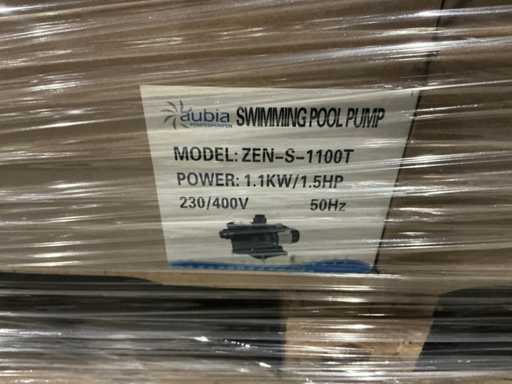 aubia SWIMMING POOL PUMP
MODEL: ZEN-S-1100T
POWER: 1.1KW/1.5HP
230/400V 50Hz